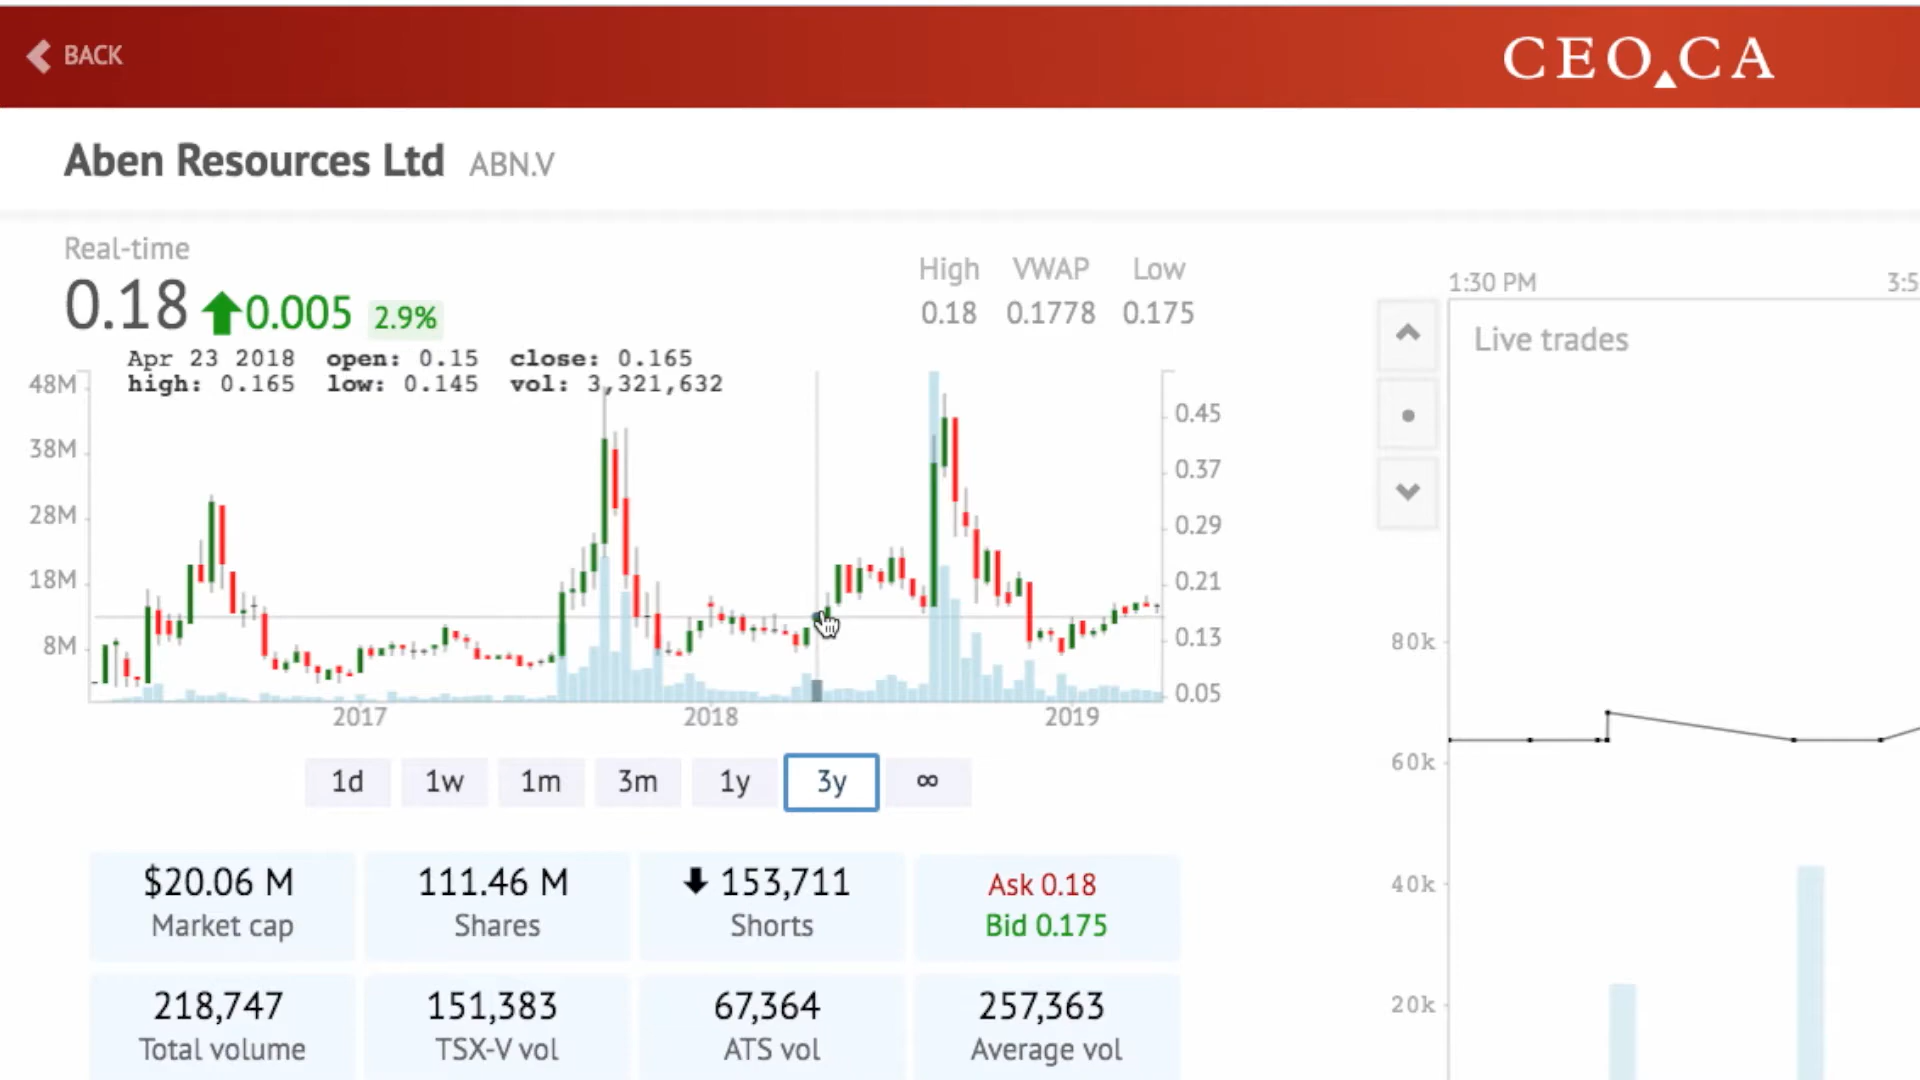 BACK
CEO.CA
Aben Resources Ltd ABN.V
Real-time
0.18 0.005 2.9%
High VWAP Low
0.18 0.1778 0.175
Apr 23 2018 open: 0.15 close: 0.165
high: 0.165 low: 0.145 vol: 3,321,632
48M
38M
28M
18M
8M
0.45
0.37
0.29
0.21
0.13
0.05
2017 2018 2019
1d 1w 1m 3m 1y 3y ∞
$20.06 M
Market cap
111.46 M
Shares
153,711
Shorts
Ask 0.18
Bid 0.175
218,747
Total volume
151,383
TSX-V vol
67,364
ATS vol
257,363
Average vol
1:30 PM 3:5
Live trades
80k
60k
40k
20k